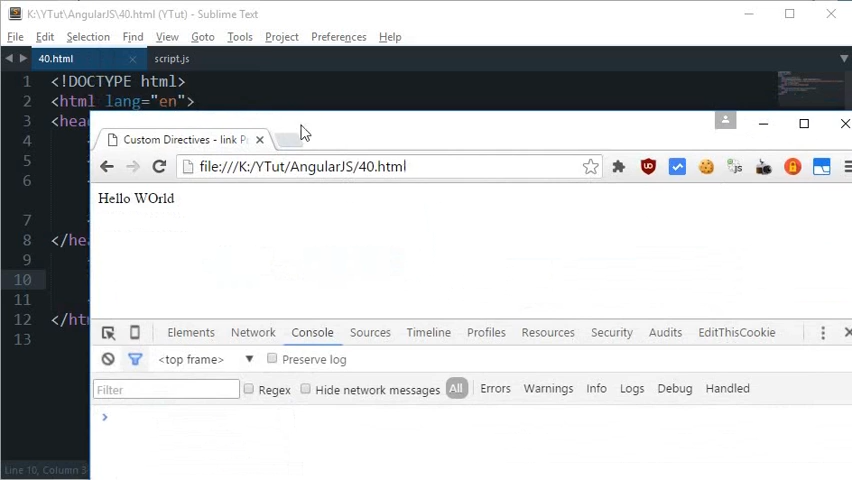 K:\YTut\AngularJS\40.html (YTut) - Sublime Text
File Edit Selection Find View Goto Tools Project Preferences Help
40.html script.js
1 <!DOCTYPE html>
2 <html lang="en">
3 <hea
Custom Directives - link
4
5
file:///K:/YTut/AngularJS/40.html
6
Hello WOrld
7
8 </hea
9
10
11
12 </ht
13
Elements Network Console Sources Timeline Profiles Resources Security Audits EditThisCookie
<top frame> Preserve log
Filter Regex Hide network messages All Errors Warnings Info Logs Debug Handled
Line 10, Column 5